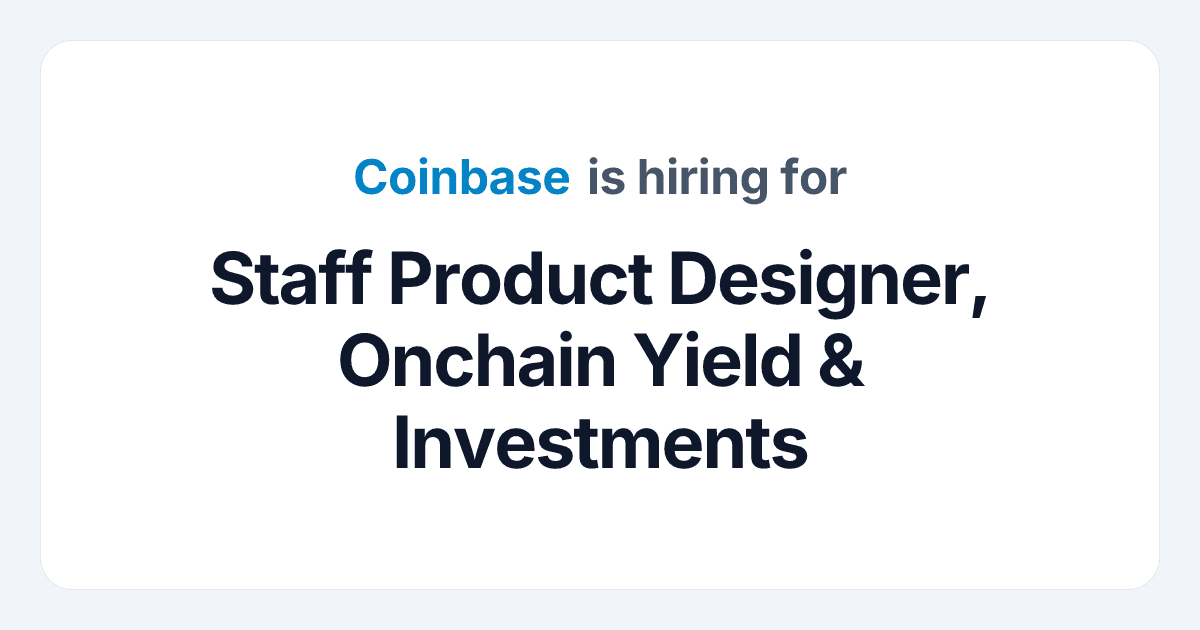 Coinbase is hiring for
Staff Product Designer,
Onchain Yield &
Investments